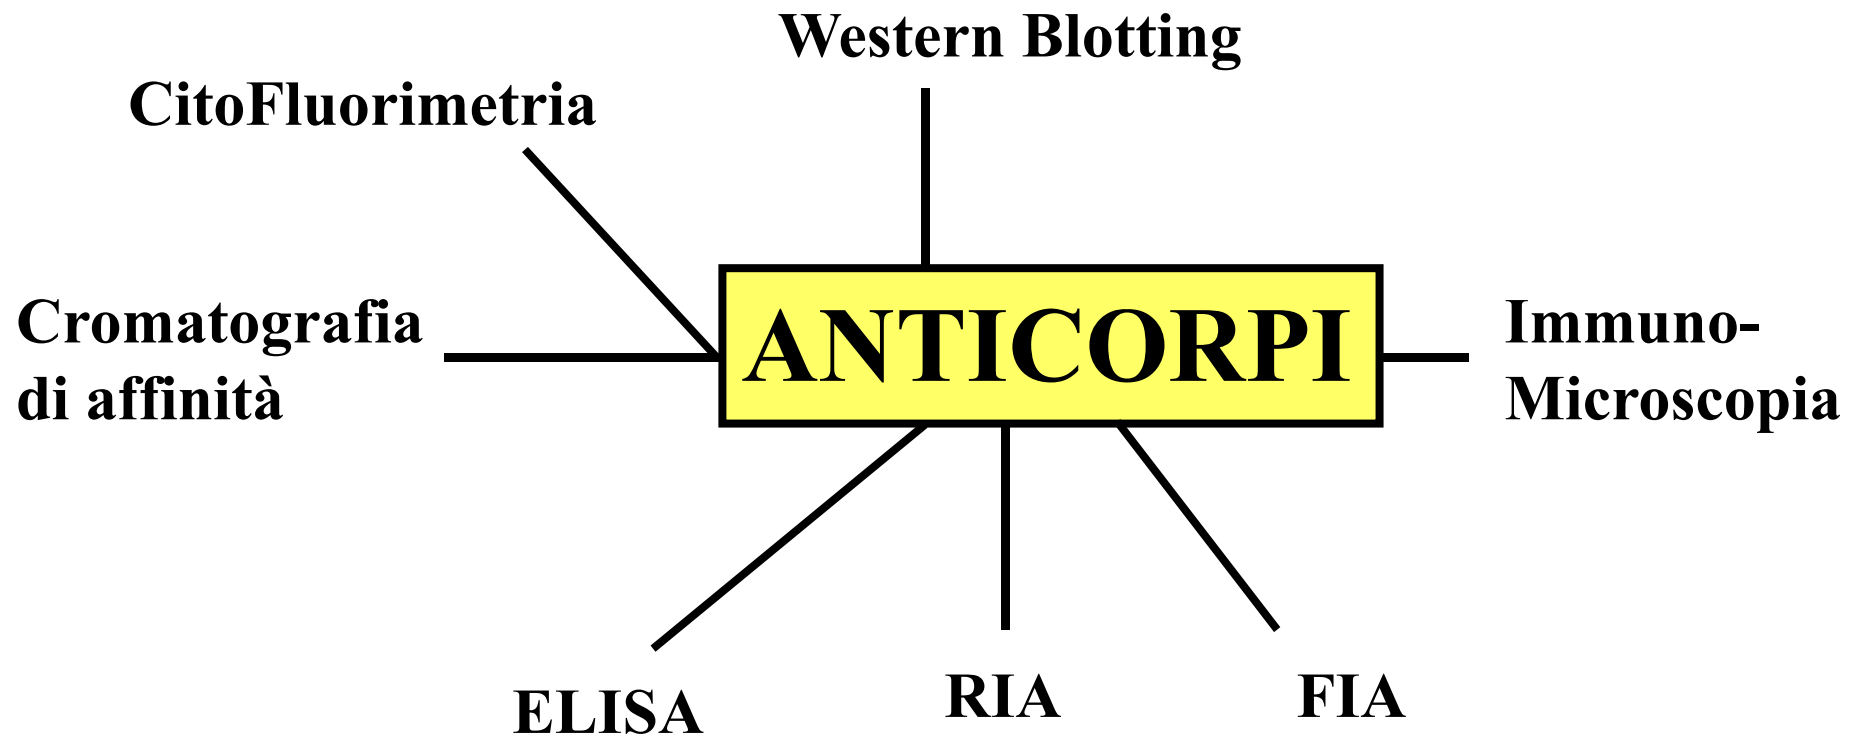 Western Blotting
CitoFluorimetria
Cromatografia
di affinità
ANTICORPI
Immuno-
Microscopia
ELISA
RIA
FIA